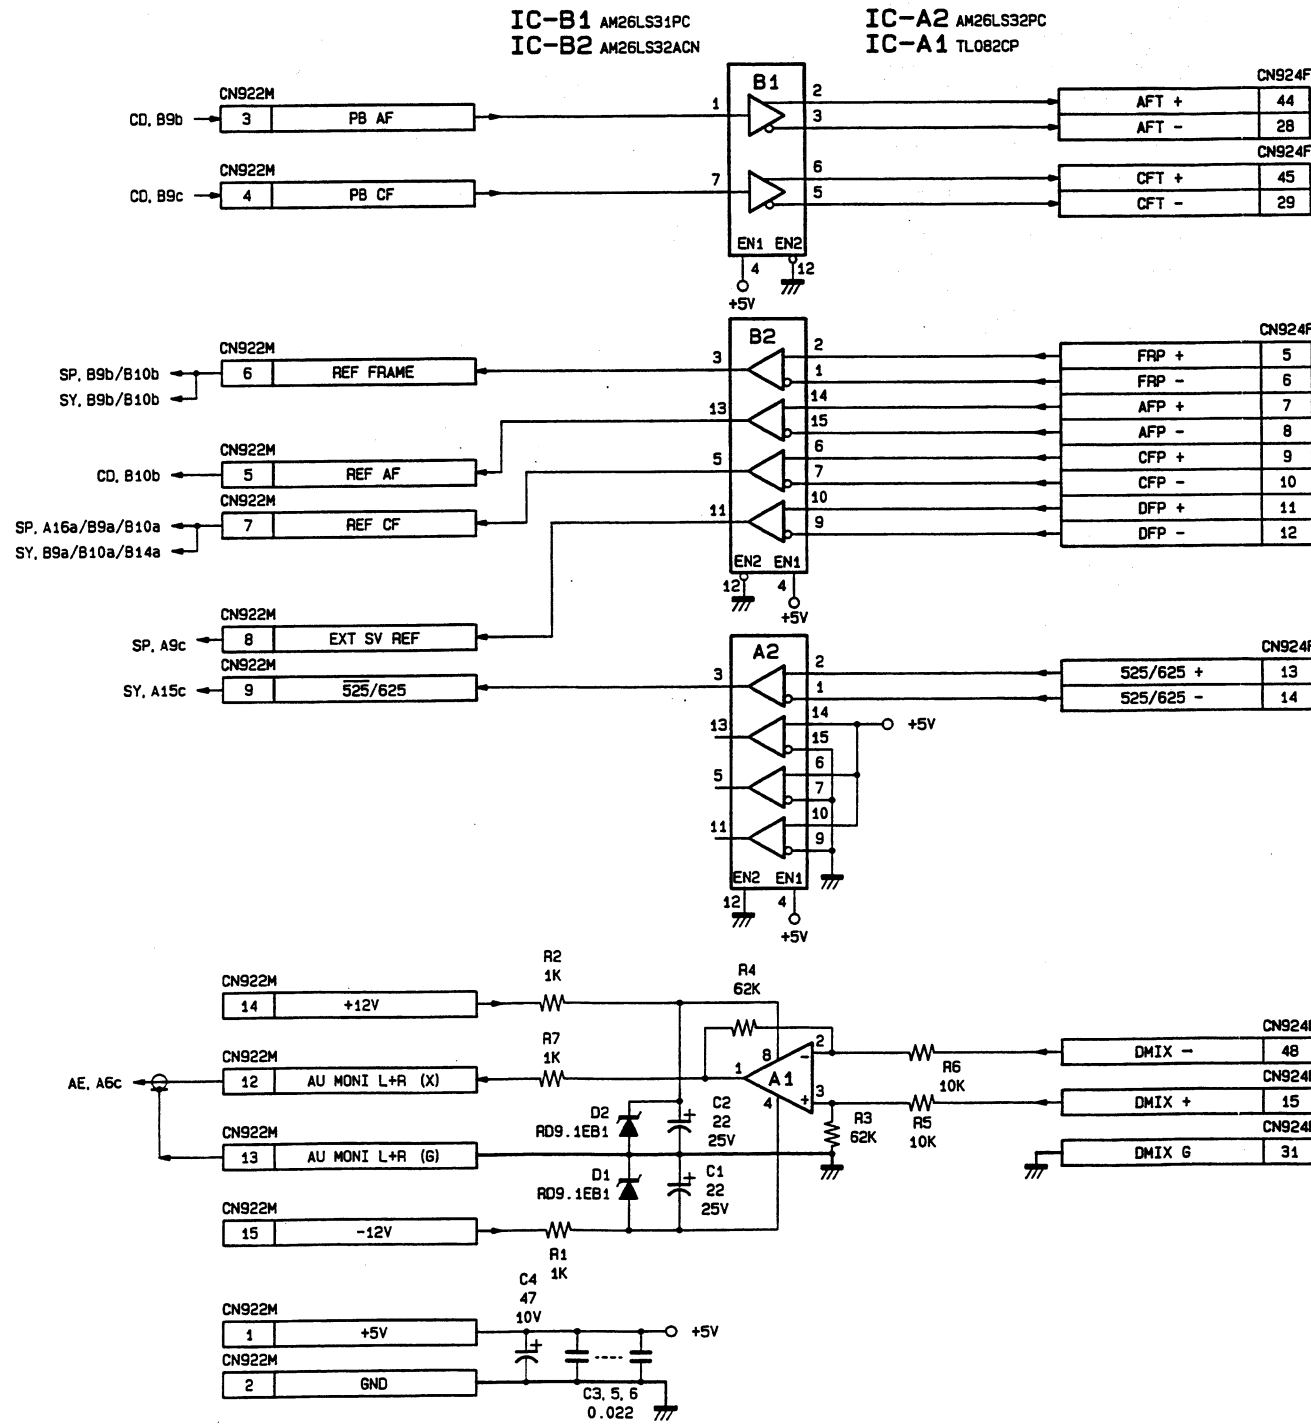 IC-B1 AM26LS31PC
IC-B2 AM26LS32ACN
IC-A2 AM26LS32PC
IC-A1 TL082CP
CN922M
CD, B9b
3 PB AF
1
B1
2
3
CN924F
AFT + 44
AFT - 28
CN922M
CD, B9c
4 PB CF
7
6
5
CN924F
CFT + 45
CFT - 29
EN1 EN2
4
12
+5V
CN922M
SP, B9b/B10b
SY, B9b/B10b
6 REF FRAME
3
B2
2
1
CN924F
FRP + 5
FRP - 6
13
14
15
AFP + 7
AFP - 8
CN922M
CD, B10b
5 REF AF
5
6
7
CFP + 9
CFP - 10
CN922M
SP, A16a/B9a/B10a
SY, B9a/B10a/B14a
7 REF CF
11
10
9
DFP + 11
DFP - 12
EN2 EN1
12
4
+5V
CN922M
SP, A9c
8 EXT SV REF
CN922M
SY, A15c
9 525/625
3
A2
2
1
CN924F
525/625 + 13
525/625 - 14
13
14
15
+5V
5
6
7
11
10
9
EN2 EN1
12
4
+5V
CN922M
14 +12V
R2
1K
R4
62K
CN922M
AE, A6c
12 AU MONI L+R (X)
R7
1K
1
8
2
-
A1
4
3
+
R6
10K
CN924F
DMIX - 48
R3
62K
R5
10K
CN924F
DMIX + 15
CN924F
DMIX G 31
CN922M
13 AU MONI L+R (G)
D2
RD9.1EB1
+
C2
22
25V
D1
RD9.1EB1
+
C1
22
25V
CN922M
15 -12V
R1
1K
C4
47
10V
CN922M
1 +5V
+
+5V
CN922M
2 GND
C3, 5, 6
0.022